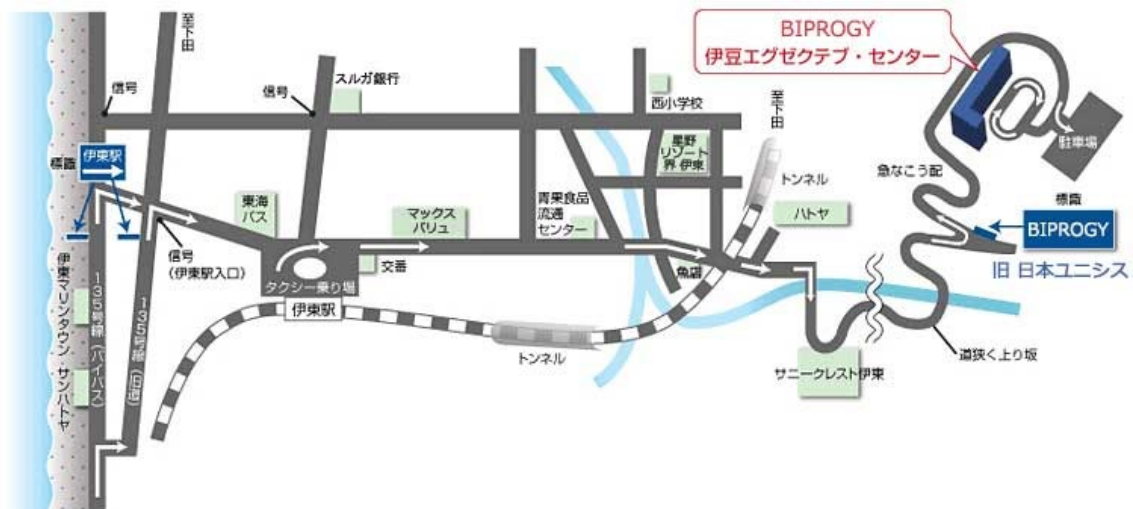 至下田
信号
信号
スルガ銀行
西小学校
至下田
BIPROGY
伊豆エグゼクテブ・センター
駐車場
標識
伊東駅
東海
バス
マックス
バリュ
青果食品
流通
センター
星野
リゾート
界 伊東
トンネル
ハトヤ
急なこう配
標識
BIPROGY
旧 日本ユニシス
信号
(伊東駅入口)
タクシー乗り場
交番
魚店
伊東駅
トンネル
サニークレスト伊東
道狭く上り坂
伊東マリンタウン・サンハトヤ
135号線(バイパス)
135号線(旧道)